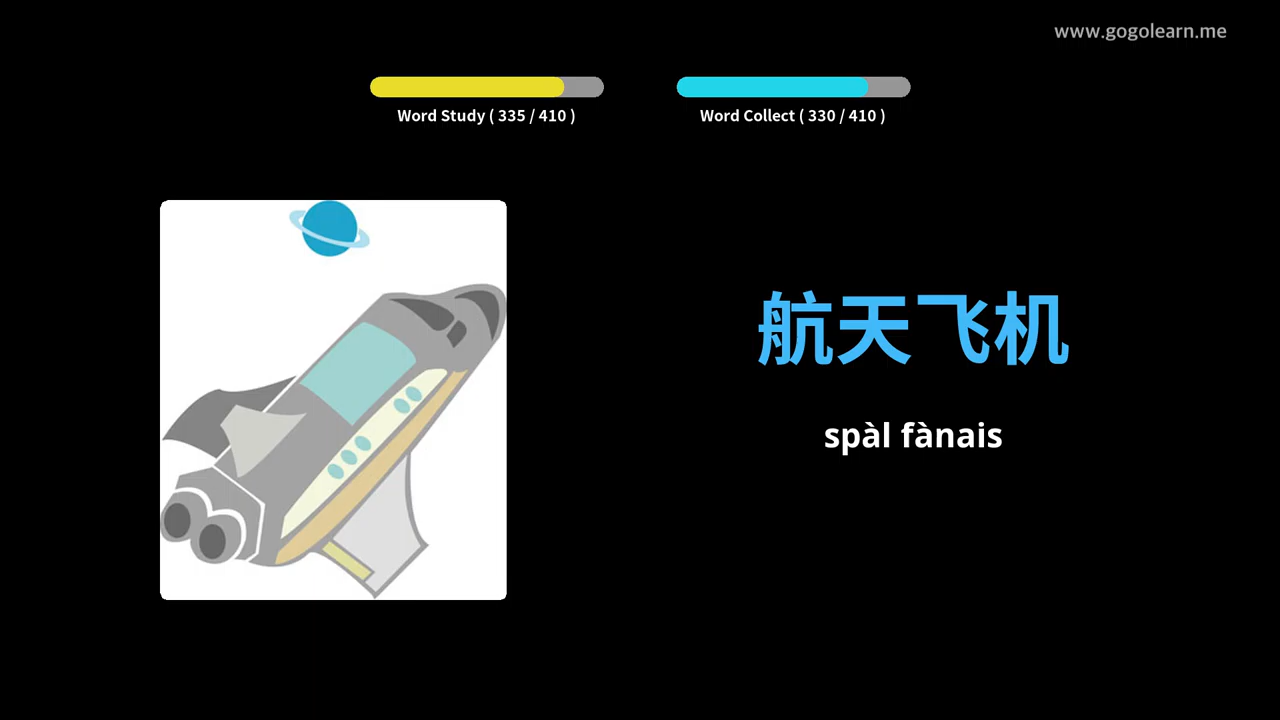 www.gogolearn.me
Word Study ( 335 / 410 )
Word Collect ( 330 / 410 )
航天飞机
spàl fànais